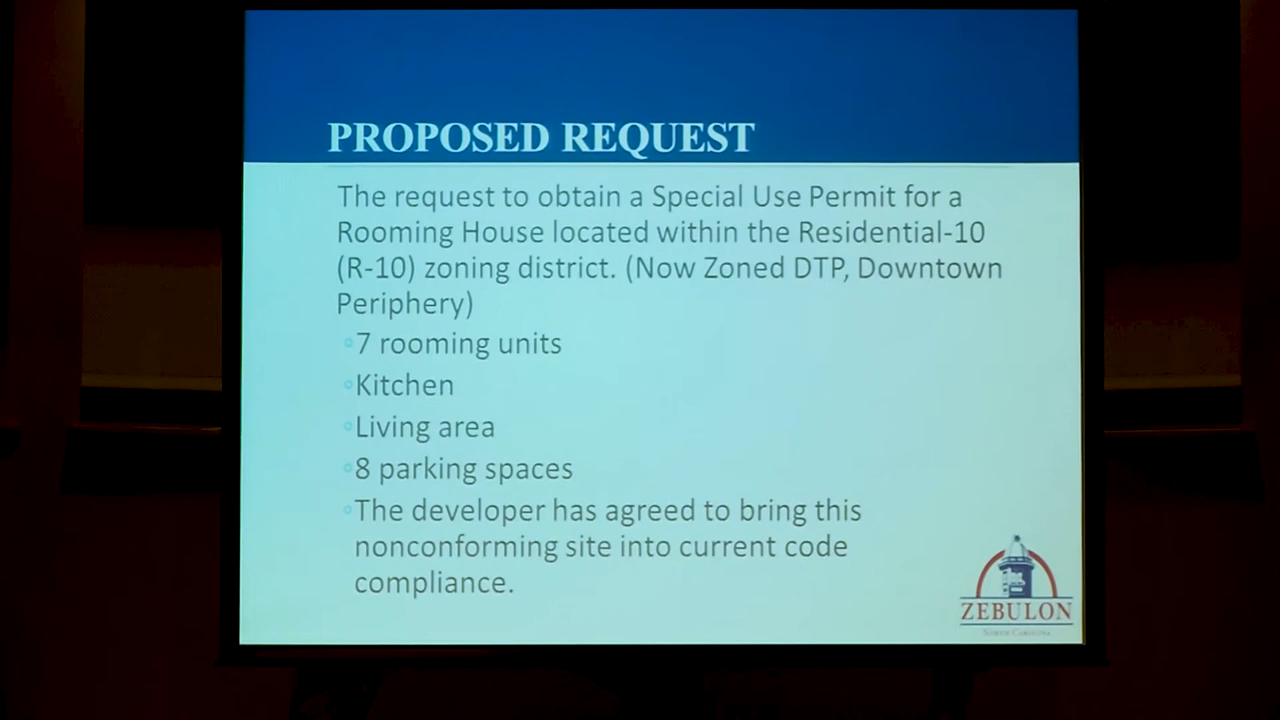 PROPOSED REQUEST
The request to obtain a Special Use Permit for a
Rooming House located within the Residential-10
(R-10) zoning district. (Now Zoned DTP, Downtown
Periphery)
7 rooming units
Kitchen
Living area
8 parking spaces
The developer has agreed to bring this
nonconforming site into current code
compliance.
ZEBULON
NORTH CAROLINA